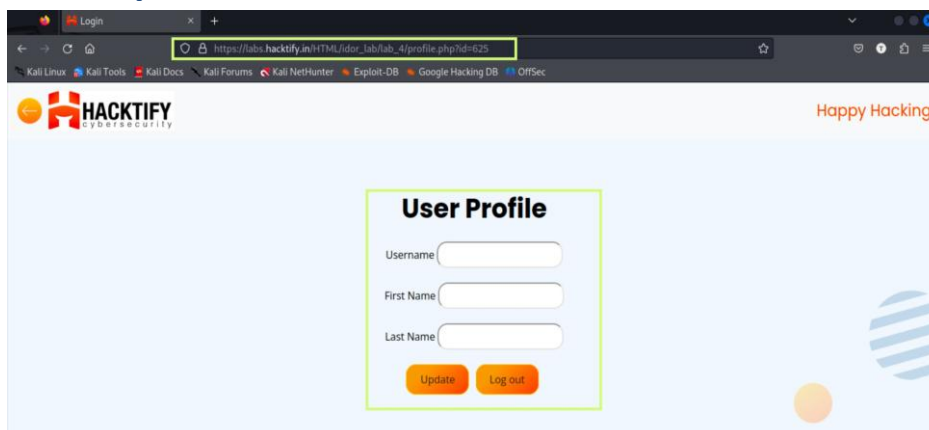 Login
https://labs.hacktify.in/HTML/idor_lab/lab_4/profile.php?id=625
Kali Linux Kali Tools Kali Docs Kali Forums Kali NetHunter Exploit-DB Google Hacking DB OffSec
HACKTIFY
cybersecurity
Happy Hacking
User Profile
Username
First Name
Last Name
Update Log out